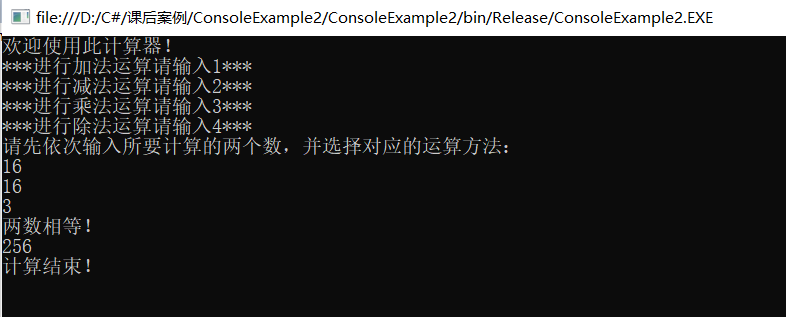 file:///D:/C#/课后案例/ConsoleExample2/ConsoleExample2/bin/Release/ConsoleExample2.EXE
欢迎使用此计算器!
***进行加法运算请输入1***
***进行减法运算请输入2***
***进行乘法运算请输入3***
***进行除法运算请输入4***
请先依次输入所要计算的两个数，并选择对应的运算方法：
16
16
3
两数相等!
256
计算结束!